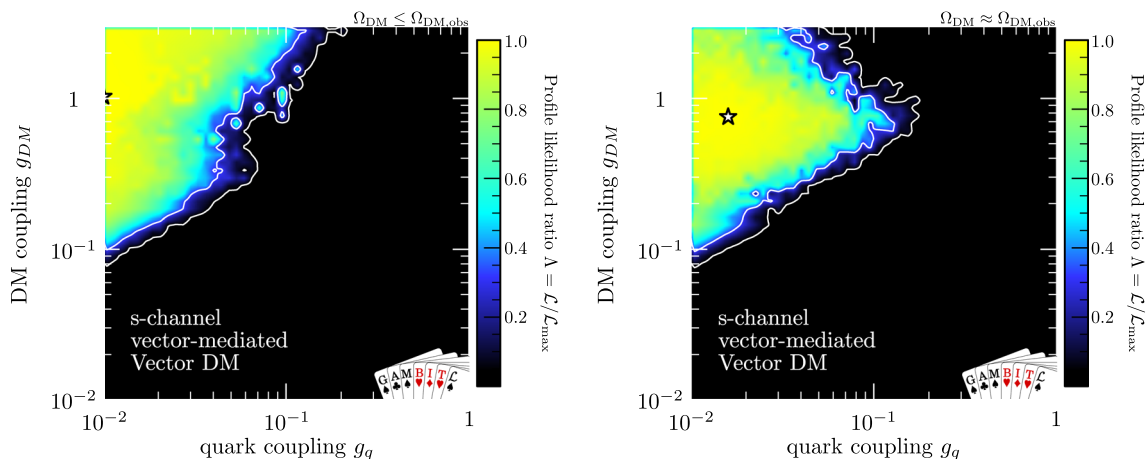 Ω_DM ≤ Ω_DM,obs
DM coupling g_DM
1
10⁻¹
10⁻²
s-channel
vector-mediated
Vector DM
GAMBIT
10⁻²
10⁻¹
1
quark coupling g_q
1.0
0.8
0.6
0.4
0.2
Profile likelihood ratio Λ = ℒ/ℒ_max
Ω_DM ≈ Ω_DM,obs
DM coupling g_DM
1
10⁻¹
10⁻²
s-channel
vector-mediated
Vector DM
GAMBIT
10⁻²
10⁻¹
1
quark coupling g_q
1.0
0.8
0.6
0.4
0.2
Profile likelihood ratio Λ = ℒ/ℒ_max